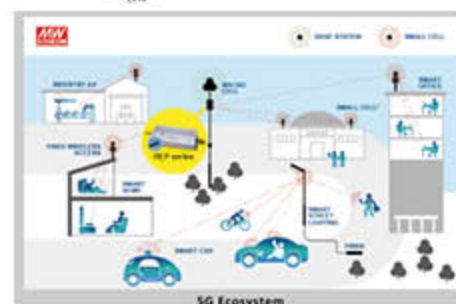 MW
BASE STATION
SMALL CELL
INDUSTRY 4.0
MACRO
CELL
SMART
OFFICE
SMALL CELL
FIXED WIRELESS
ACCESS
HEP series
SMART
HOME
SMART
STREET
LIGHTING
FIBER
SMART CAR
5G Ecosystem